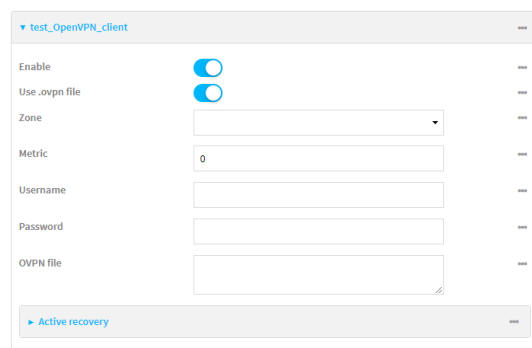 test_OpenVPN_client
Enable
Use .ovpn file
Zone
Metric 0
Username
Password
OVPN file
Active recovery